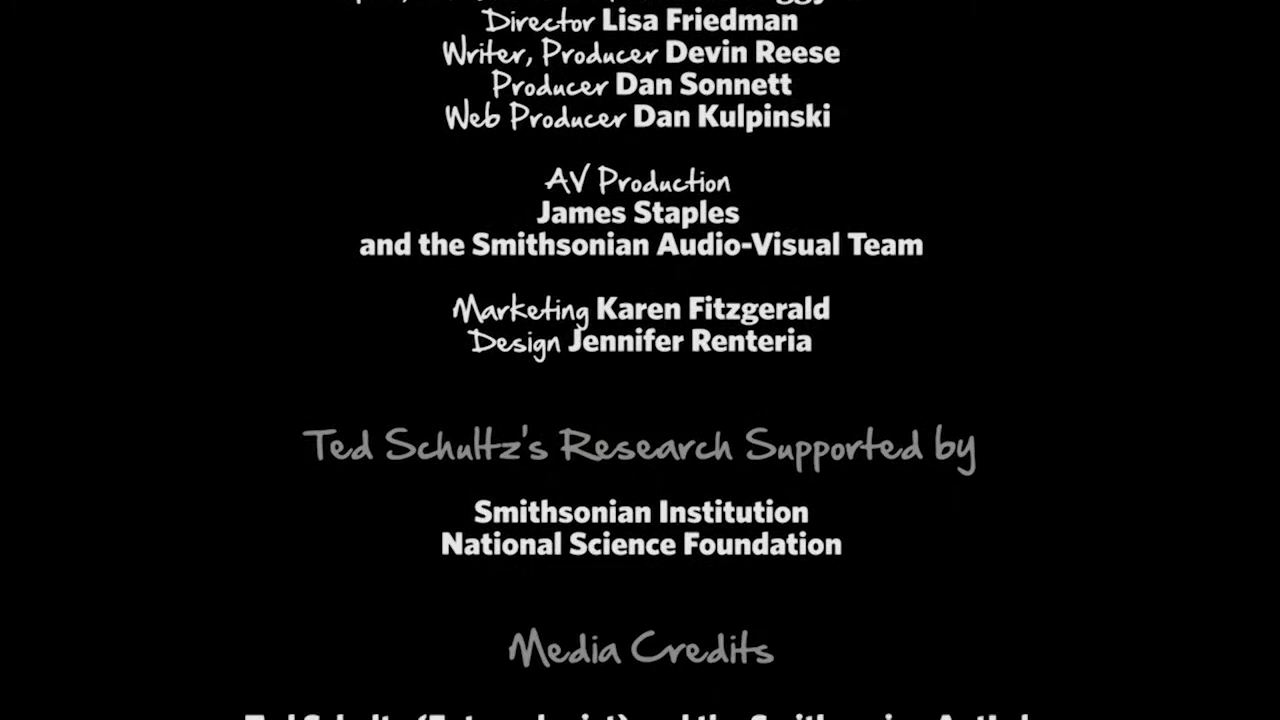 Director Lisa Friedman
Writer, Producer Devin Reese
Producer Dan Sonnett
Web Producer Dan Kulpinski
AV Production
James Staples
and the Smithsonian Audio-Visual Team
Marketing Karen Fitzgerald
Design Jennifer Renteria
Ted Schultz's Research Supported by
Smithsonian Institution
National Science Foundation
Media Credits